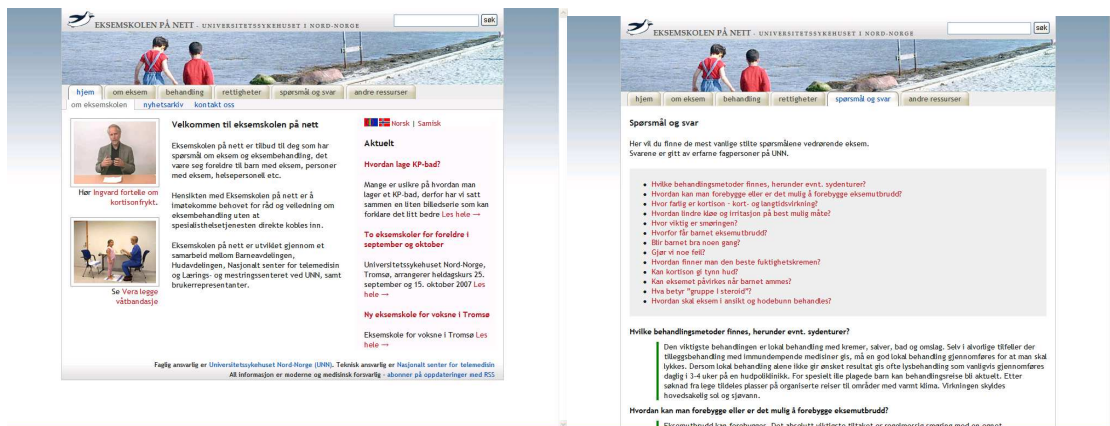 EKSEMSKOLEN PÅ NETT - UNIVERSITETSSYKEHUSET I NORD-NORGE
søk
hjem om eksem behandling rettigheter spørsmål og svar andre ressurser
om eksemskolen nyhetsarkiv kontakt oss
Hør Ingvard fortelle om
kortisonfrykt.
Se Vera legge
våtbandasje
Velkommen til eksemskolen på nett
Eksemskolen på nett er tilbud til deg som har
spørsmål om eksem og eksembehandling, det
være seg foreldre til barn med eksem, personer
med eksem, helsepersonell etc.
Hensikten med Eksemskolen på nett er å
imøtekomme behovet for råd og veiledning om
eksembehandling uten at
spesialisthelsetjenesten direkte kobles inn.
Eksemskolen på nett er utviklet gjennom et
samarbeid mellom Barneavdelingen,
Hudavdelingen, Nasjonalt senter for telemedisin
og Lærings- og mestringssenteret ved UNN, samt
brukerrepresentanter.
Norsk | Samisk
Aktuelt
Hvordan lage KP-bad?
Mange er usikre på hvordan man
lager et KP-bad, derfor har vi satt
sammen en liten billedserie som kan
forklare det litt bedre Les hele →
To eksemskoler for foreldre i
september og oktober
Universitetssykehuset Nord-Norge,
Tromsø, arrangerer heldagskurs 25.
september og 15. oktober 2007 Les
hele →
Ny eksemskole for voksne i Tromsø
Eksemskole for voksne i Tromsø Les
hele →
Faglig ansvarlig er Universitetssykehuset Nord-Norge (UNN). Teknisk ansvarlig er Nasjonalt senter for telemedisin
All informasjon er moderne og medisinsk forsvarlig - abonner på oppdateringer med RSS
EKSEMSKOLEN PÅ NETT - UNIVERSITETSSYKEHUSET I NORD-NORGE
søk
hjem om eksem behandling rettigheter spørsmål og svar andre ressurser
Spørsmål og svar
Her vil du finne de mest vanlige stilte spørsmålene vedrørende eksem.
Svarene er gitt av erfarne fagpersoner på UNN.
Hvilke behandlingsmetoder finnes, herunder evnt. sydenturer?
Hvordan kan man forebygge eller er det mulig å forebygge eksemutbrudd?
Hvor farlig er kortison - kort- og langtidsvirkning?
Hvordan lindre kløe og irritasjon på best mulig måte?
Hvor viktig er smøringen?
Hvorfor får barnet eksemutbrudd?
Blir barnet bra noen gang?
Gjør vi noe feil?
Hvordan finner man den beste fuktighetskremen?
Kan kortison gi tynn hud?
Kan eksemet påvirkes når barnet ammes?
Hva betyr "gruppe I steroid"?
Hvordan skal eksem i ansikt og hodebunn behandles?
Hvilke behandlingsmetoder finnes, herunder evnt. sydenturer?
Den viktigste behandlingen er lokal behandling med kremer, salver, bad og omslag. Selv i alvorlige tilfeller der
tilleggsbehandling med immundempende medisiner gis, må en god lokal behandling gjennomføres for at man skal
lykkes. Dersom lokal behandling alene ikke gir ønsket resultat gis ofte lysbehandling som vanligvis gjennomføres
daglig i 3-4 uker på en hudpoliklinikk. For spesielt ille plagede barn kan behandlingsreise bli aktuelt. Etter
søknad fra lege tildeles plasser på organiserte reiser til områder med varmt klima. Virkningen skyldes
hovedsakelig sol og sjøvann.
Hvordan kan man forebygge eller er det mulig å forebygge eksemutbrudd?